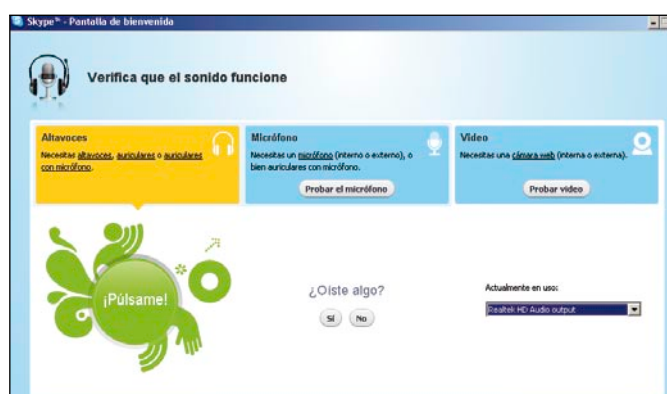 Skype™ - Pantalla de bienvenida
Verifica que el sonido funcione
Altavoces
Necesitas altavoces, auriculares o auriculares
con micrófono.
Micrófono
Necesitas un micrófono (interno o externo), o
bien auriculares con micrófono.
Probar el micrófono
Vídeo
Necesitas una cámara web (interna o externa).
Probar vídeo
¡Púlsame!
¿Oíste algo?
Sí
No
Actualmente en uso:
Realtek HD Audio output